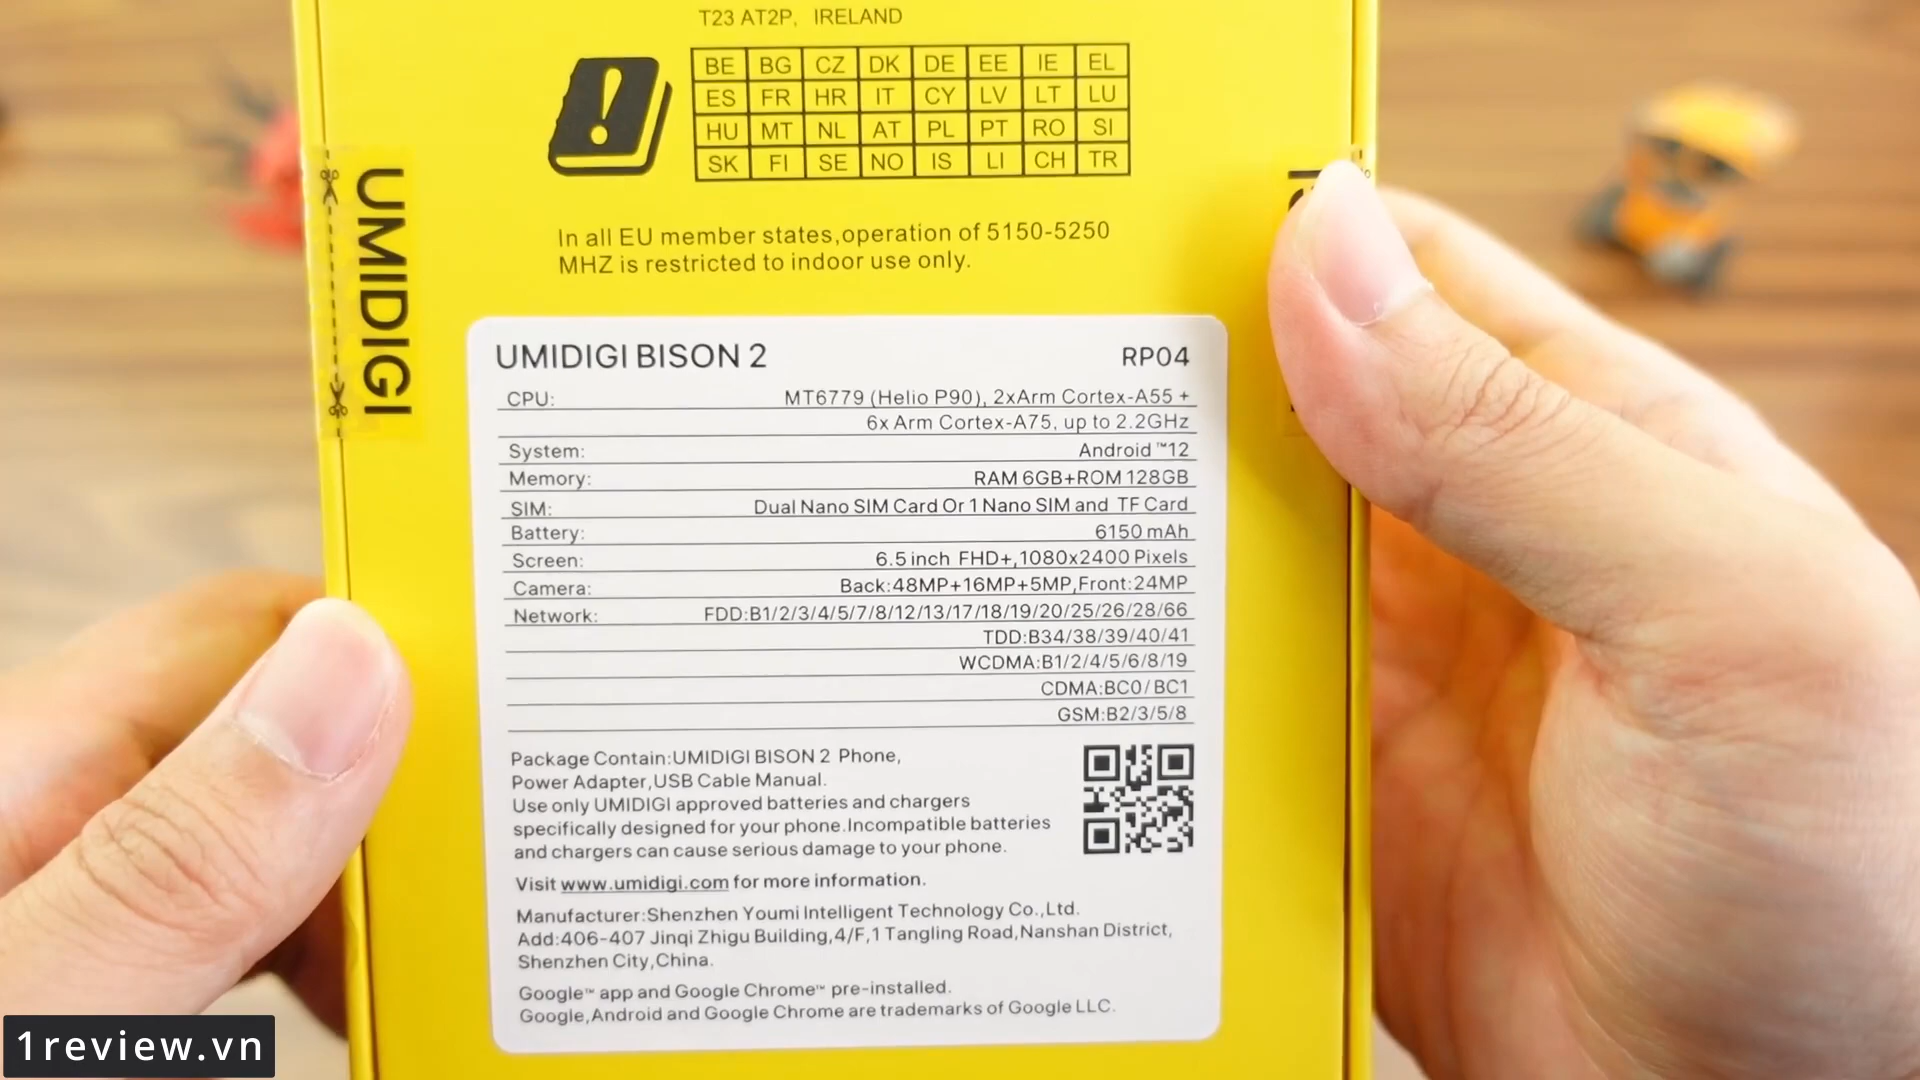 T23 AT2P, IRELAND
BE BG CZ DK DE EE IE EL
ES FR HR IT CY LV LT LU
HU MT NL AT PL PT RO SI
SK FI SE NO IS LI CH TR
UMIDIGI
In all EU member states,operation of 5150-5250
MHZ is restricted to indoor use only.
UMIDIGI BISON 2 RP04
CPU: MT6779 (Helio P90), 2xArm Cortex-A55 +
6x Arm Cortex-A75, up to 2.2GHz
System: Android™12
Memory: RAM 6GB+ROM 128GB
SIM: Dual Nano SIM Card Or 1 Nano SIM and TF Card
Battery: 6150 mAh
Screen: 6.5 inch FHD+,1080x2400 Pixels
Camera: Back:48MP+16MP+5MP,Front:24MP
Network: FDD:B1/2/3/4/5/7/8/12/13/17/18/19/20/25/26/28/66
TDD:B34/38/39/40/41
WCDMA:B1/2/4/5/6/8/19
CDMA:BC0/BC1
GSM:B2/3/5/8
Package Contain:UMIDIGI BISON 2 Phone,
Power Adapter,USB Cable Manual.
Use only UMIDIGI approved batteries and chargers
specifically designed for your phone.Incompatible batteries
and chargers can cause serious damage to your phone.
Visit www.umidigi.com for more information.
Manufacturer:Shenzhen Youmi Intelligent Technology Co.,Ltd.
Add:406-407 Jinqi Zhigu Building,4/F,1 Tangling Road,Nanshan District,
Shenzhen City,China.
Google™ app and Google Chrome™ pre-installed.
Google,Android and Google Chrome are trademarks of Google LLC.
1review.vn